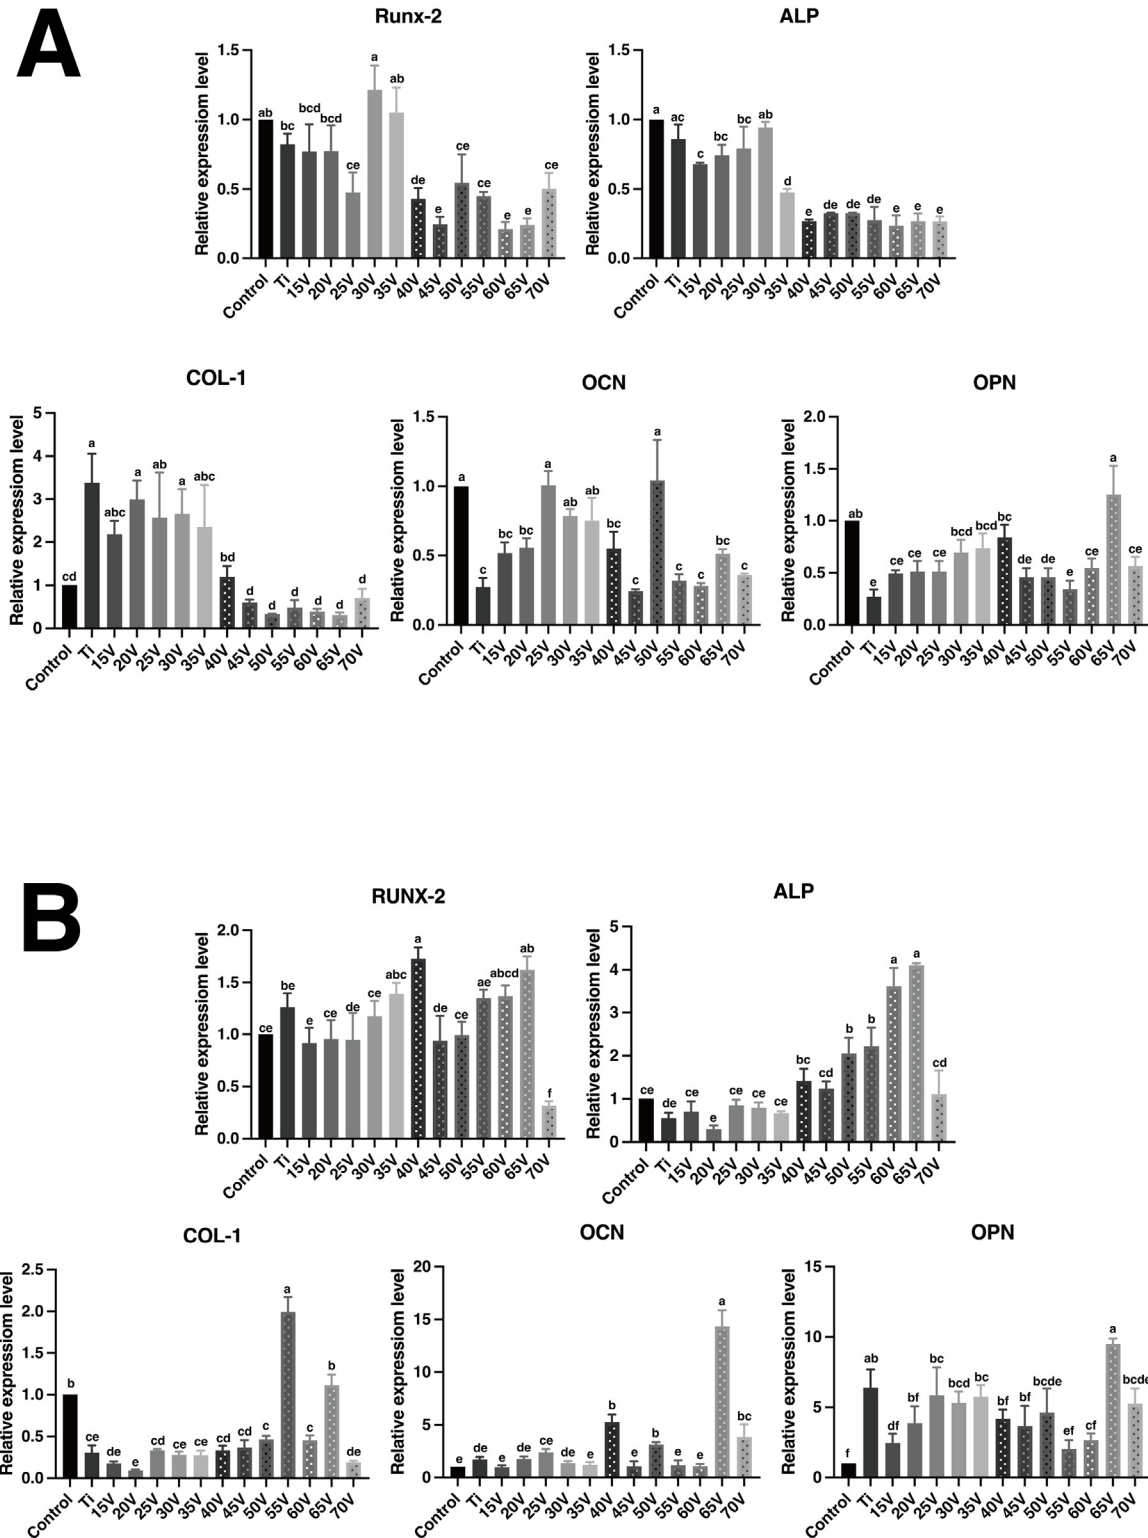 A
Runx-2
Relative expressiom level
1.5
1.0
0.5
0.0
ab bc bcd bcd ce a ab de e ce ce e e ce
Control Ti 15V 20V 25V 30V 35V 40V 45V 50V 55V 60V 65V 70V
ALP
Relative expressiom level
1.5
1.0
0.5
0.0
a ac c bc bc ab d e de de de e e e
Control Ti 15V 20V 25V 30V 35V 40V 45V 50V 55V 60V 65V 70V
COL-1
Relative expressiom level
5
4
3
2
1
0
cd a abc a ab a abc bd d d d d d d
Control Ti 15V 20V 25V 30V 35V 40V 45V 50V 55V 60V 65V 70V
OCN
Relative expressiom level
1.5
1.0
0.5
0.0
a c bc bc a ab ab bc c a c c bc c
Control Ti 15V 20V 25V 30V 35V 40V 45V 50V 55V 60V 65V 70V
OPN
Relative expressiom level
2.0
1.5
1.0
0.5
0.0
ab e ce ce ce bcd bcd bc de de e ce a ce
Control Ti 15V 20V 25V 30V 35V 40V 45V 50V 55V 60V 65V 70V
B
RUNX-2
Relative expressiom level
2.0
1.5
1.0
0.5
0.0
ce be e ce de ce abc a de ce ae abcd ab f
Control Ti 15V 20V 25V 30V 35V 40V 45V 50V 55V 60V 65V 70V
ALP
Relative expressiom level
5
4
3
2
1
0
ce de ce e ce ce ce bc cd b b a a cd
Control Ti 15V 20V 25V 30V 35V 40V 45V 50V 55V 60V 65V 70V
COL-1
Relative expressiom level
2.5
2.0
1.5
1.0
0.5
0.0
b ce de e cd ce ce cd cd c a c b de
Control Ti 15V 20V 25V 30V 35V 40V 45V 50V 55V 60V 65V 70V
OCN
Relative expressiom level
20
15
10
5
0
e de e de ce de e b e b e e a bc
Control Ti 15V 20V 25V 30V 35V 40V 45V 50V 55V 60V 65V 70V
OPN
Relative expressiom level
15
10
5
0
f ab df bf bc bcd bc bf bf bcde ef cf a bcde
Control Ti 15V 20V 25V 30V 35V 40V 45V 50V 55V 60V 65V 70V